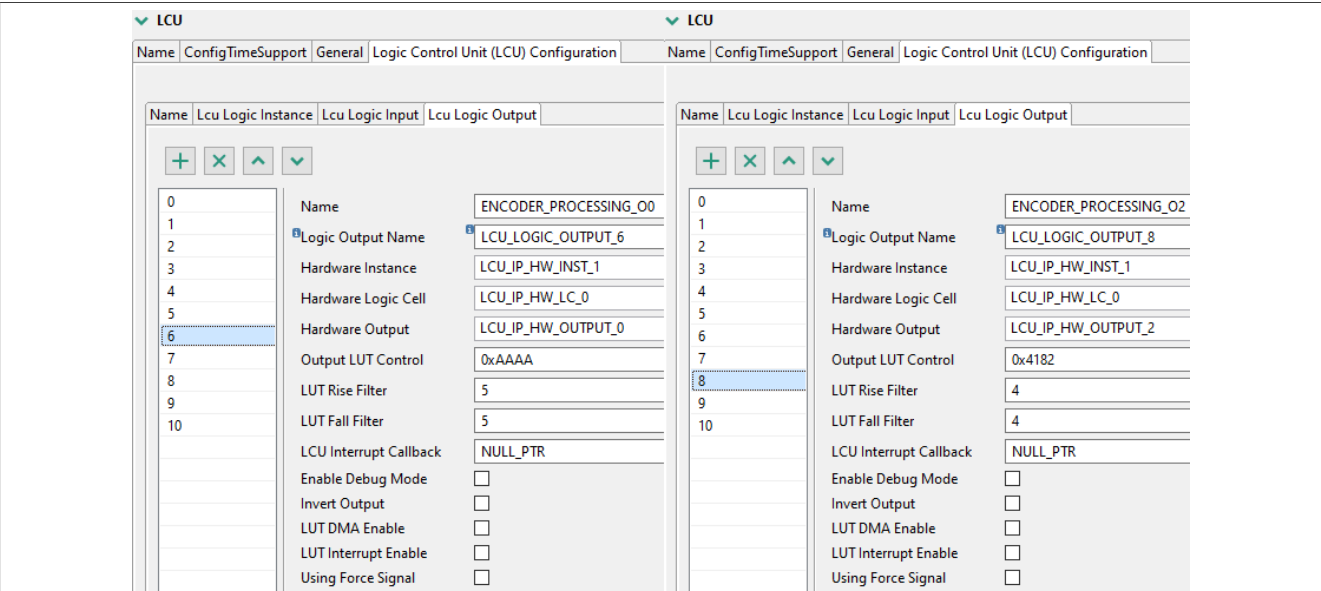 LCU
Name ConfigTimeSupport General Logic Control Unit (LCU) Configuration
Name Lcu Logic Instance Lcu Logic Input Lcu Logic Output
0
1
2
3
4
5
6
7
8
9
10
Name ENCODER_PROCESSING_O0
Logic Output Name LCU_LOGIC_OUTPUT_6
Hardware Instance LCU_IP_HW_INST_1
Hardware Logic Cell LCU_IP_HW_LC_0
Hardware Output LCU_IP_HW_OUTPUT_0
Output LUT Control 0xAAAA
LUT Rise Filter 5
LUT Fall Filter 5
LCU Interrupt Callback NULL_PTR
Enable Debug Mode
Invert Output
LUT DMA Enable
LUT Interrupt Enable
Using Force Signal
LCU
Name ConfigTimeSupport General Logic Control Unit (LCU) Configuration
Name Lcu Logic Instance Lcu Logic Input Lcu Logic Output
0
1
2
3
4
5
6
7
8
9
10
Name ENCODER_PROCESSING_O2
Logic Output Name LCU_LOGIC_OUTPUT_8
Hardware Instance LCU_IP_HW_INST_1
Hardware Logic Cell LCU_IP_HW_LC_0
Hardware Output LCU_IP_HW_OUTPUT_2
Output LUT Control 0x4182
LUT Rise Filter 4
LUT Fall Filter 4
LCU Interrupt Callback NULL_PTR
Enable Debug Mode
Invert Output
LUT DMA Enable
LUT Interrupt Enable
Using Force Signal